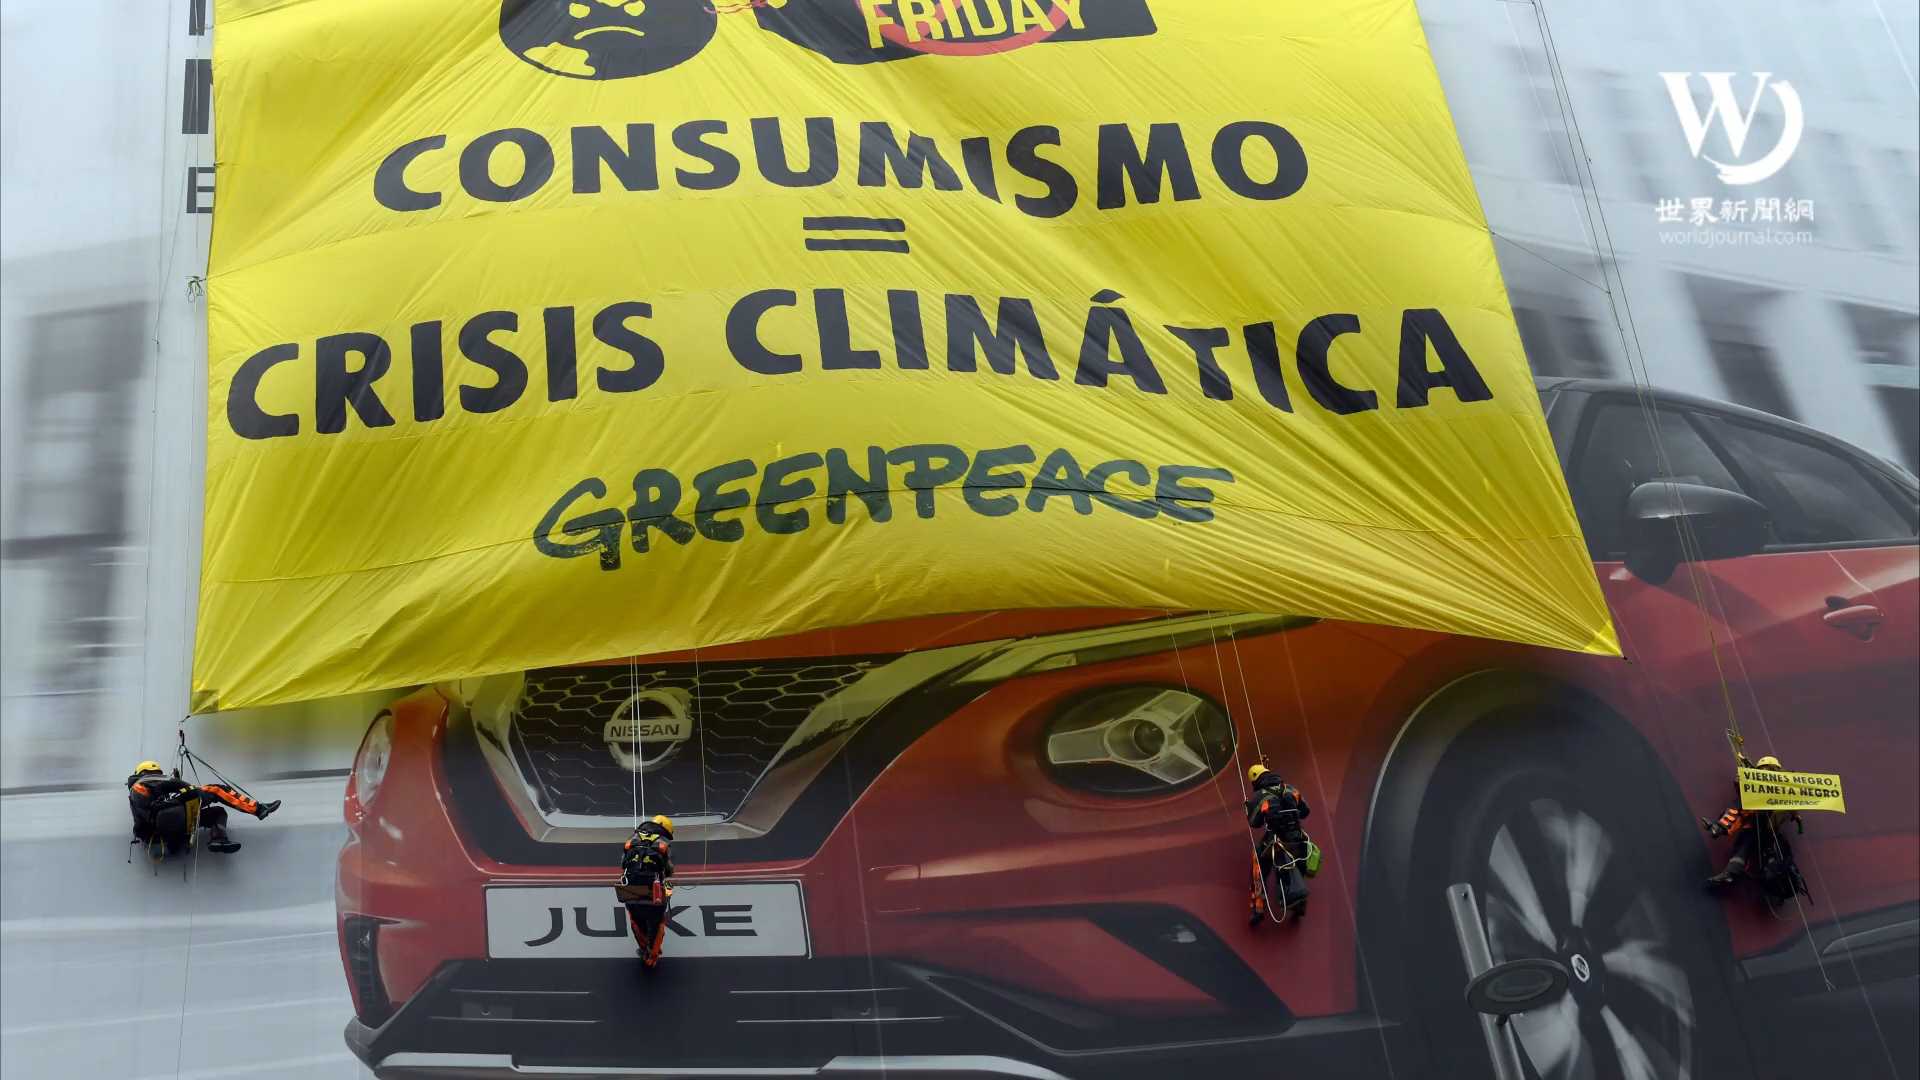 FRIDAY
CONSUMISMO
=
CRISIS CLIMÁTICA
GREENPEACE
世界新聞網
worldjournal.com
NISSAN
JUKE
VIERNES NEGRO,
PLANETA NEGRO
GREENPEACE